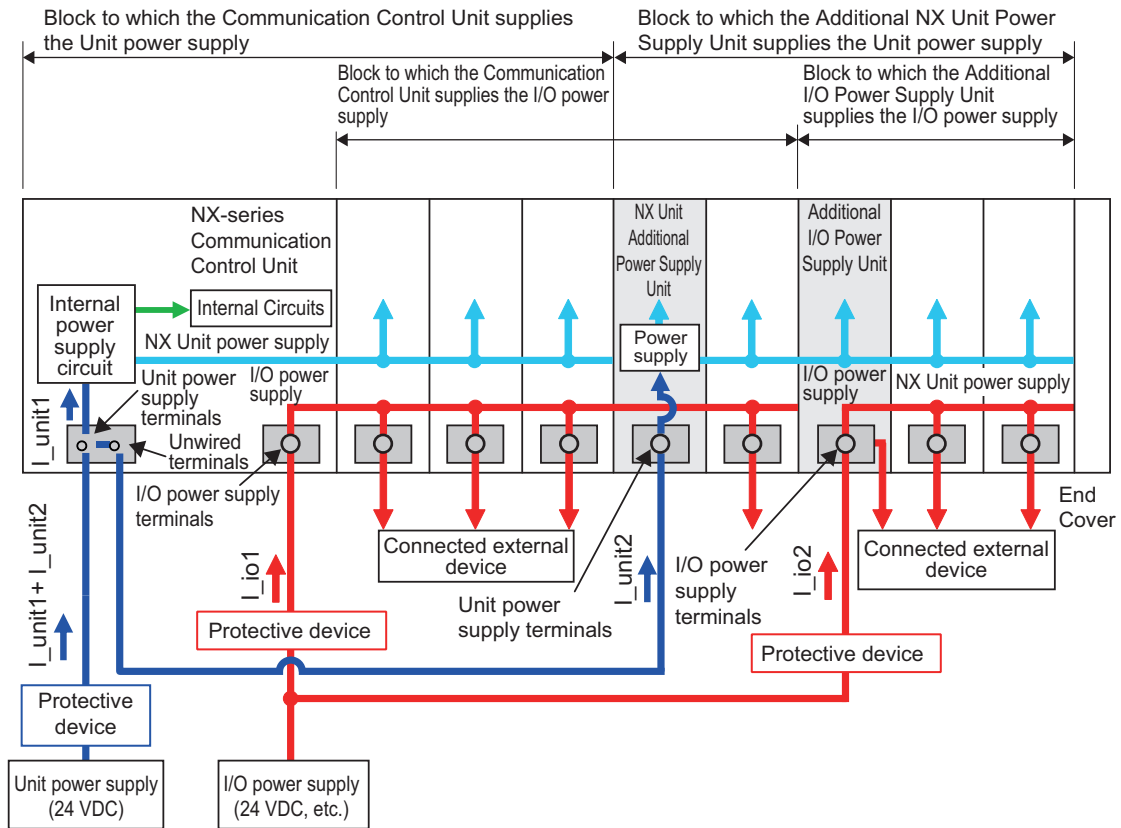 Block to which the Communication Control Unit supplies
the Unit power supply
Block to which the Additional NX Unit Power
Supply Unit supplies the Unit power supply
Block to which the Communication
Control Unit supplies the I/O power
supply
Block to which the Additional
I/O Power Supply Unit
supplies the I/O power supply
NX-series
Communication
Control Unit
NX Unit
Additional
Power Supply
Unit
Additional
I/O Power
Supply Unit
Internal
power
supply
circuit
Internal Circuits
NX Unit power supply
Power
supply
I/O power
supply
I/O power
supply
NX Unit power supply
I_unit1
Unit power
supply
terminals
Unwired
terminals
I/O power supply
terminals
I_unit1+ I_unit2
I_io1
Connected external
device
I_unit2
Unit power
supply terminals
I/O power
supply
terminals
I_io2
Connected external
device
End
Cover
Protective device
Protective device
Protective
device
Unit power supply
(24 VDC)
I/O power supply
(24 VDC, etc.)